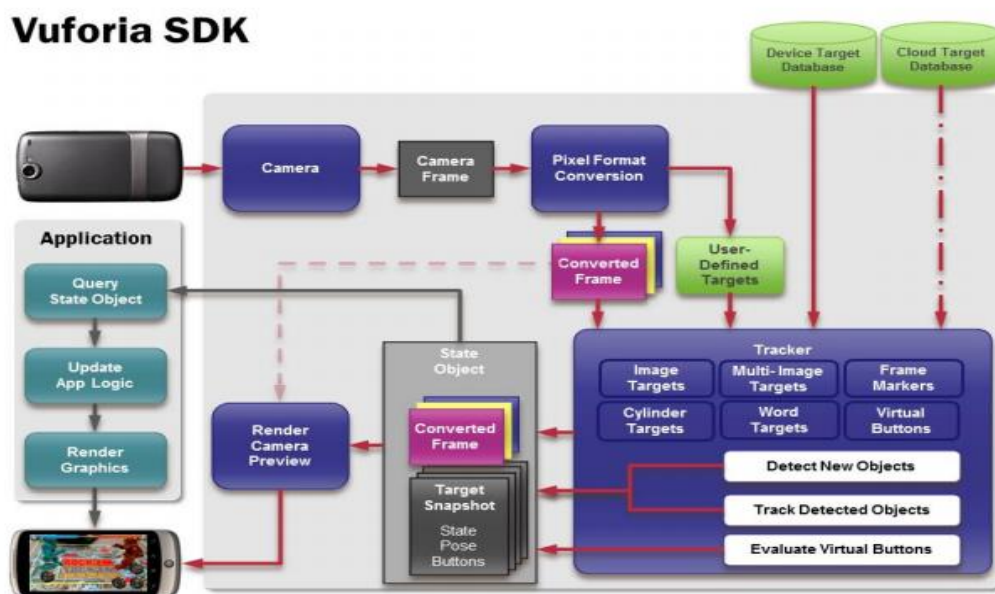 Vuforia SDK
Device Target
Database
Cloud Target
Database
Camera
Camera
Frame
Pixel Format
Conversion
Application
Query
State Object
Update
App Logic
Render
Graphics
Converted
Frame
User-
Defined
Targets
State
Object
Converted
Frame
Target
Snapshot
State
Pose
Buttons
Render
Camera
Preview
Tracker
Image
Targets
Multi-Image
Targets
Frame
Markers
Cylinder
Targets
Word
Targets
Virtual
Buttons
Detect New Objects
Track Detected Objects
Evaluate Virtual Buttons